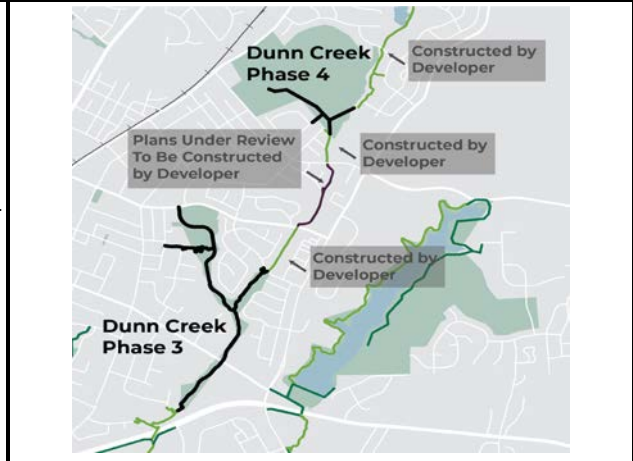 Dunn Creek
Phase 4
Constructed by
Developer
Plans Under Review
To Be Constructed
by Developer
Constructed by
Developer
Constructed by
Developer
Dunn Creek
Phase 3